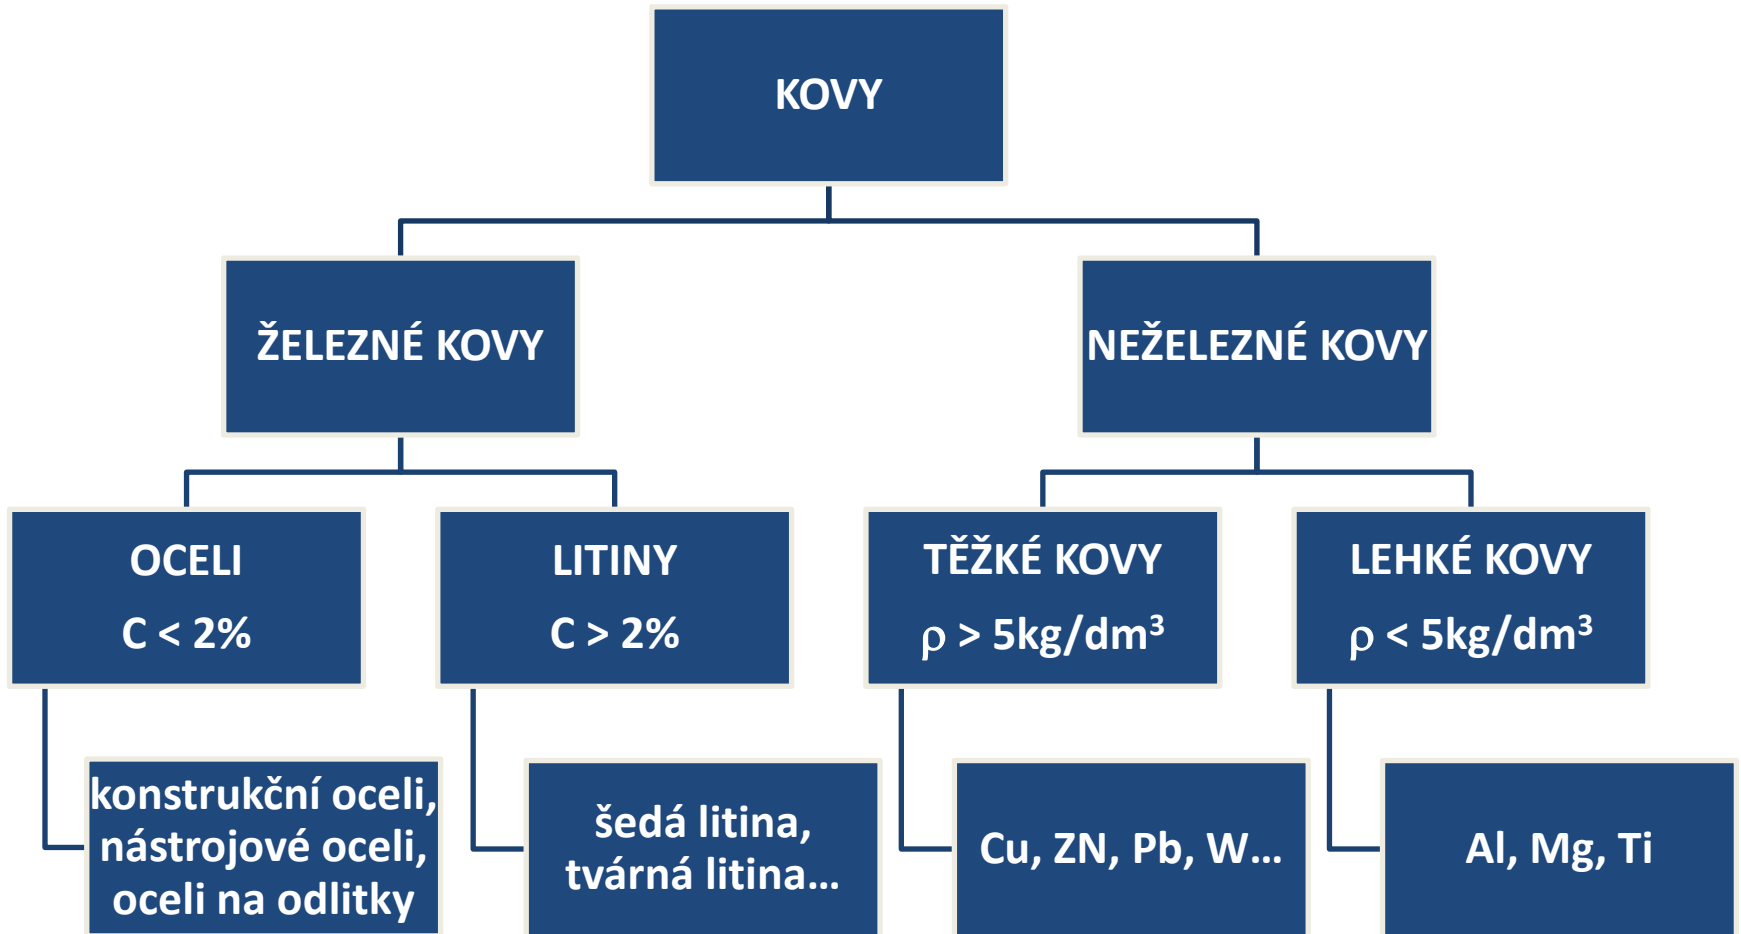 KOVY
ŽELEZNÉ KOVY
NEŽELEZNÉ KOVY
OCELI
C < 2%
LITINY
C > 2%
TĚŽKÉ KOVY
ρ > 5kg/dm³
LEHKÉ KOVY
ρ < 5kg/dm³
konstrukční oceli,
nástrojové oceli,
oceli na odlitky
šedá litina,
tvárná litina…
Cu, ZN, Pb, W…
Al, Mg, Ti